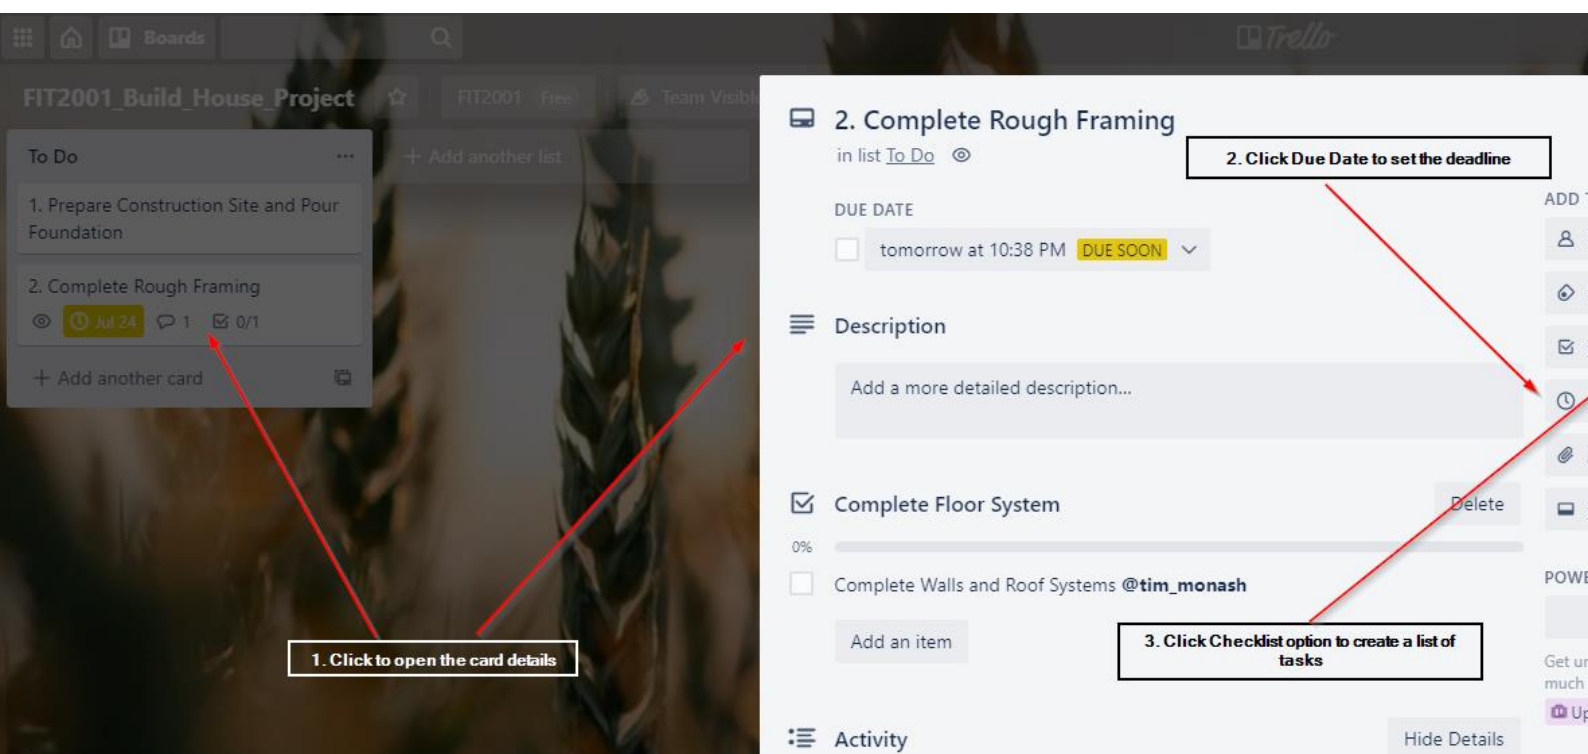 Boards
Trello
FIT2001_Build_House_Project
FIT2001 Free
Team Visible
To Do
+ Add another list
1. Prepare Construction Site and Pour
Foundation
2. Complete Rough Framing
Jul 24 1 0/1
+ Add another card
2. Complete Rough Framing
in list To Do
2. Click Due Date to set the deadline
DUE DATE
tomorrow at 10:38 PM DUE SOON
ADD
Description
Add a more detailed description...
Complete Floor System
Delete
0%
Complete Walls and Roof Systems @tim_monash
Add an item
POWE
1. Click to open the card details
3. Click Checklist option to create a list of
tasks
Get
much
Up
Activity
Hide Details